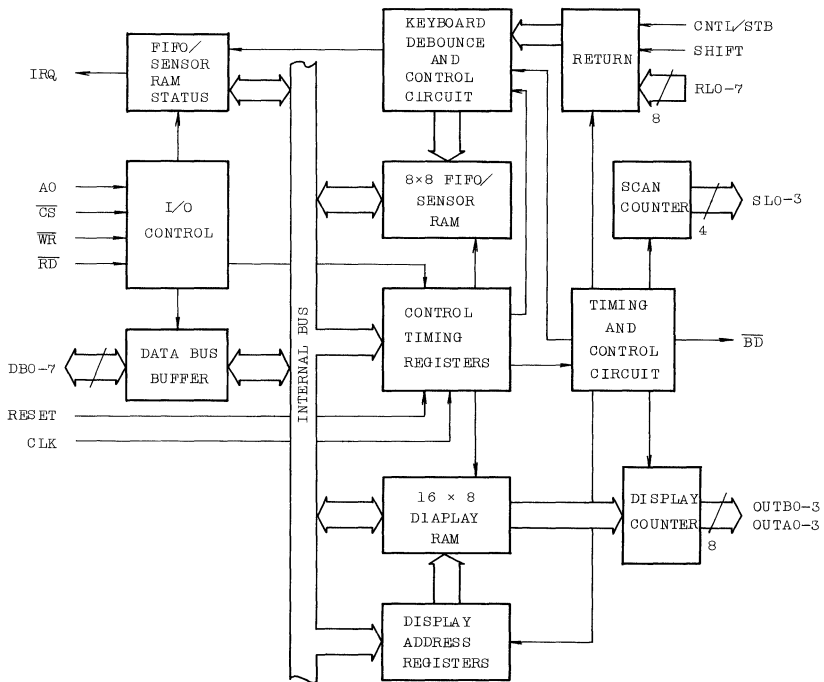 IRQ
FIFO/
SENSOR
RAM
STATUS
KEYBOARD
DEBOUNCE
AND
CONTROL
CIRCUIT
RETURN
CNTL/STB
SHIFT
RL0-7
8
A0
CS
WR
RD
I/O
CONTROL
8×8 FIFO/
SENSOR
RAM
SCAN
COUNTER
4
SL0-3
DB0-7
DATA BUS
BUFFER
INTERNAL BUS
CONTROL
TIMING
REGISTERS
TIMING
AND
CONTROL
CIRCUIT
BD
RESET
CLK
16 × 8
DIAPLAY
RAM
DISPLAY
COUNTER
8
OUTB0-3
OUTA0-3
DISPLAY
ADDRESS
REGISTERS